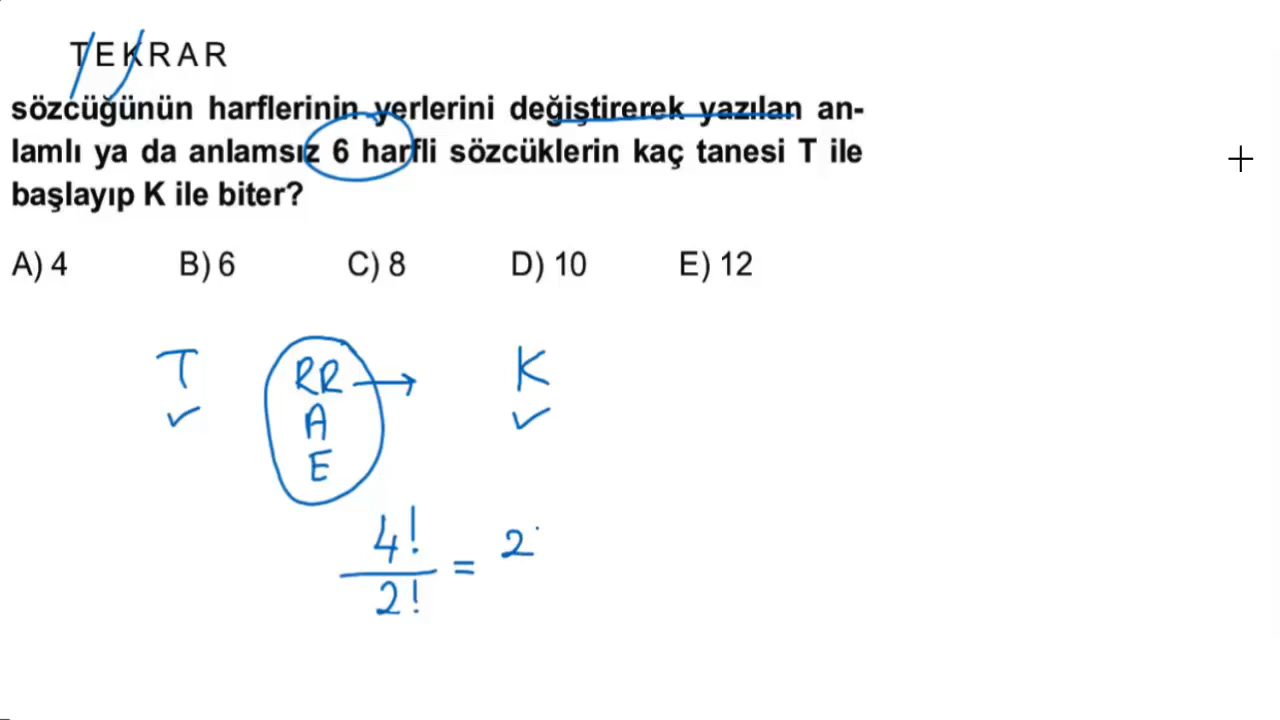 TEKRAR
sözcüğünün harflerinin yerlerini değiştirerek yazılan an-
lamlı ya da anlamsız 6 harfli sözcüklerin kaç tanesi T ile
başlayıp K ile biter?
A) 4 B) 6 C) 8 D) 10 E) 12
T RR → K
✓ A ✓
E
4!
= 2
2!